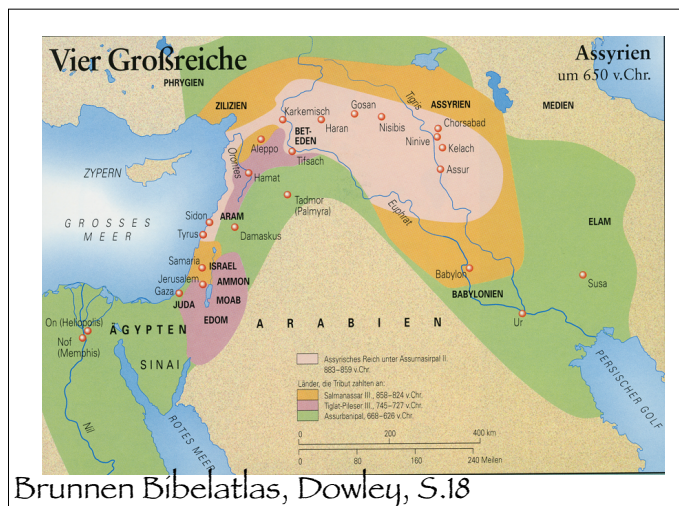 Vier Großreiche
Assyrien
um 650 v.Chr.
PHRYGIEN
ZILIZIEN
Karkemisch
Gosan
Tigris
ASSYRIEN
MEDIEN
Haran
Nisibis
Chorsabad
BET-
EDEN
Ninive
Kelach
Aleppo
Orontes
Tifsach
Assur
ZYPERN
Hamat
Tadmor
(Palmyra)
Euphrat
GROSSES
MEER
Sidon
ARAM
ELAM
Tyrus
Damaskus
Samaria
ISRAEL
Babylon
Susa
Jerusalem
AMMON
Gaza
JUDA
MOAB
BABYLONIEN
EDOM
Ur
On (Heliopolis)
ÄGYPTEN
ARABIEN
Nof
(Memphis)
SINAI
PERSISCHER GOLF
Nil
ROTES MEER
Assyrisches Reich unter Assurnasirpal II.
883–859 v.Chr.
Länder, die Tribut zahlten an:
Salmanassar III., 858–824 v.Chr.
Tiglat-Pileser III., 745–727 v.Chr.
Assurbanipal, 668–626 v.Chr.
0 200 400 km
0 80 160 240 Meilen
Brunnen Bibelatlas, Dowley, S.18